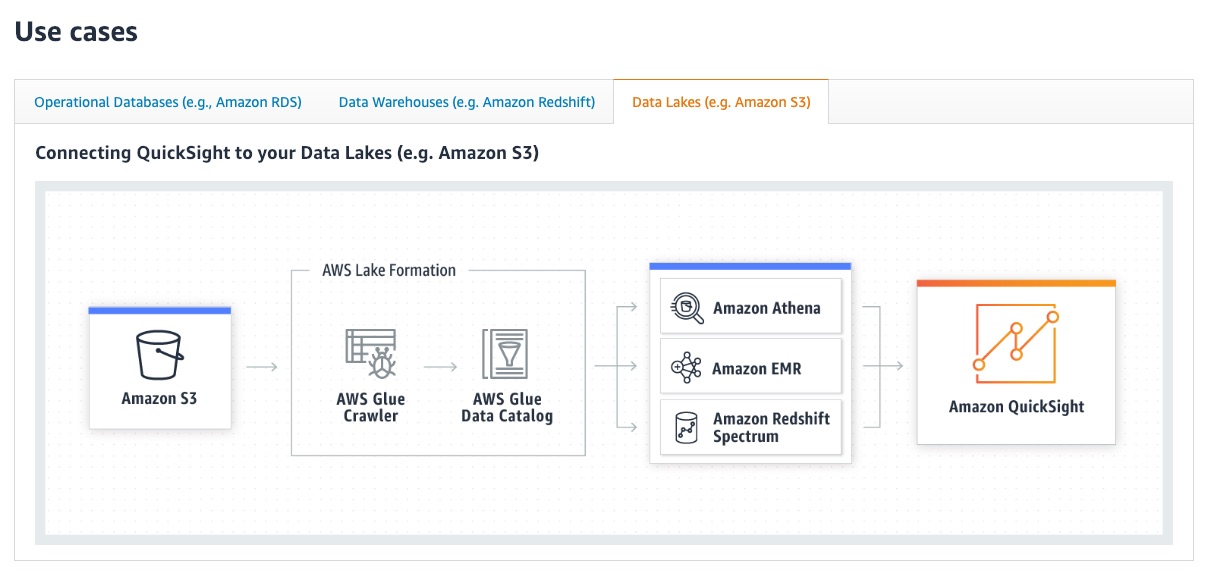 Use cases
Operational Databases (e.g., Amazon RDS)
Data Warehouses (e.g. Amazon Redshift)
Data Lakes (e.g. Amazon S3)
Connecting QuickSight to your Data Lakes (e.g. Amazon S3)
Amazon S3
AWS Lake Formation
AWS Glue
Crawler
AWS Glue
Data Catalog
Amazon Athena
Amazon EMR
Amazon Redshift
Spectrum
Amazon QuickSight